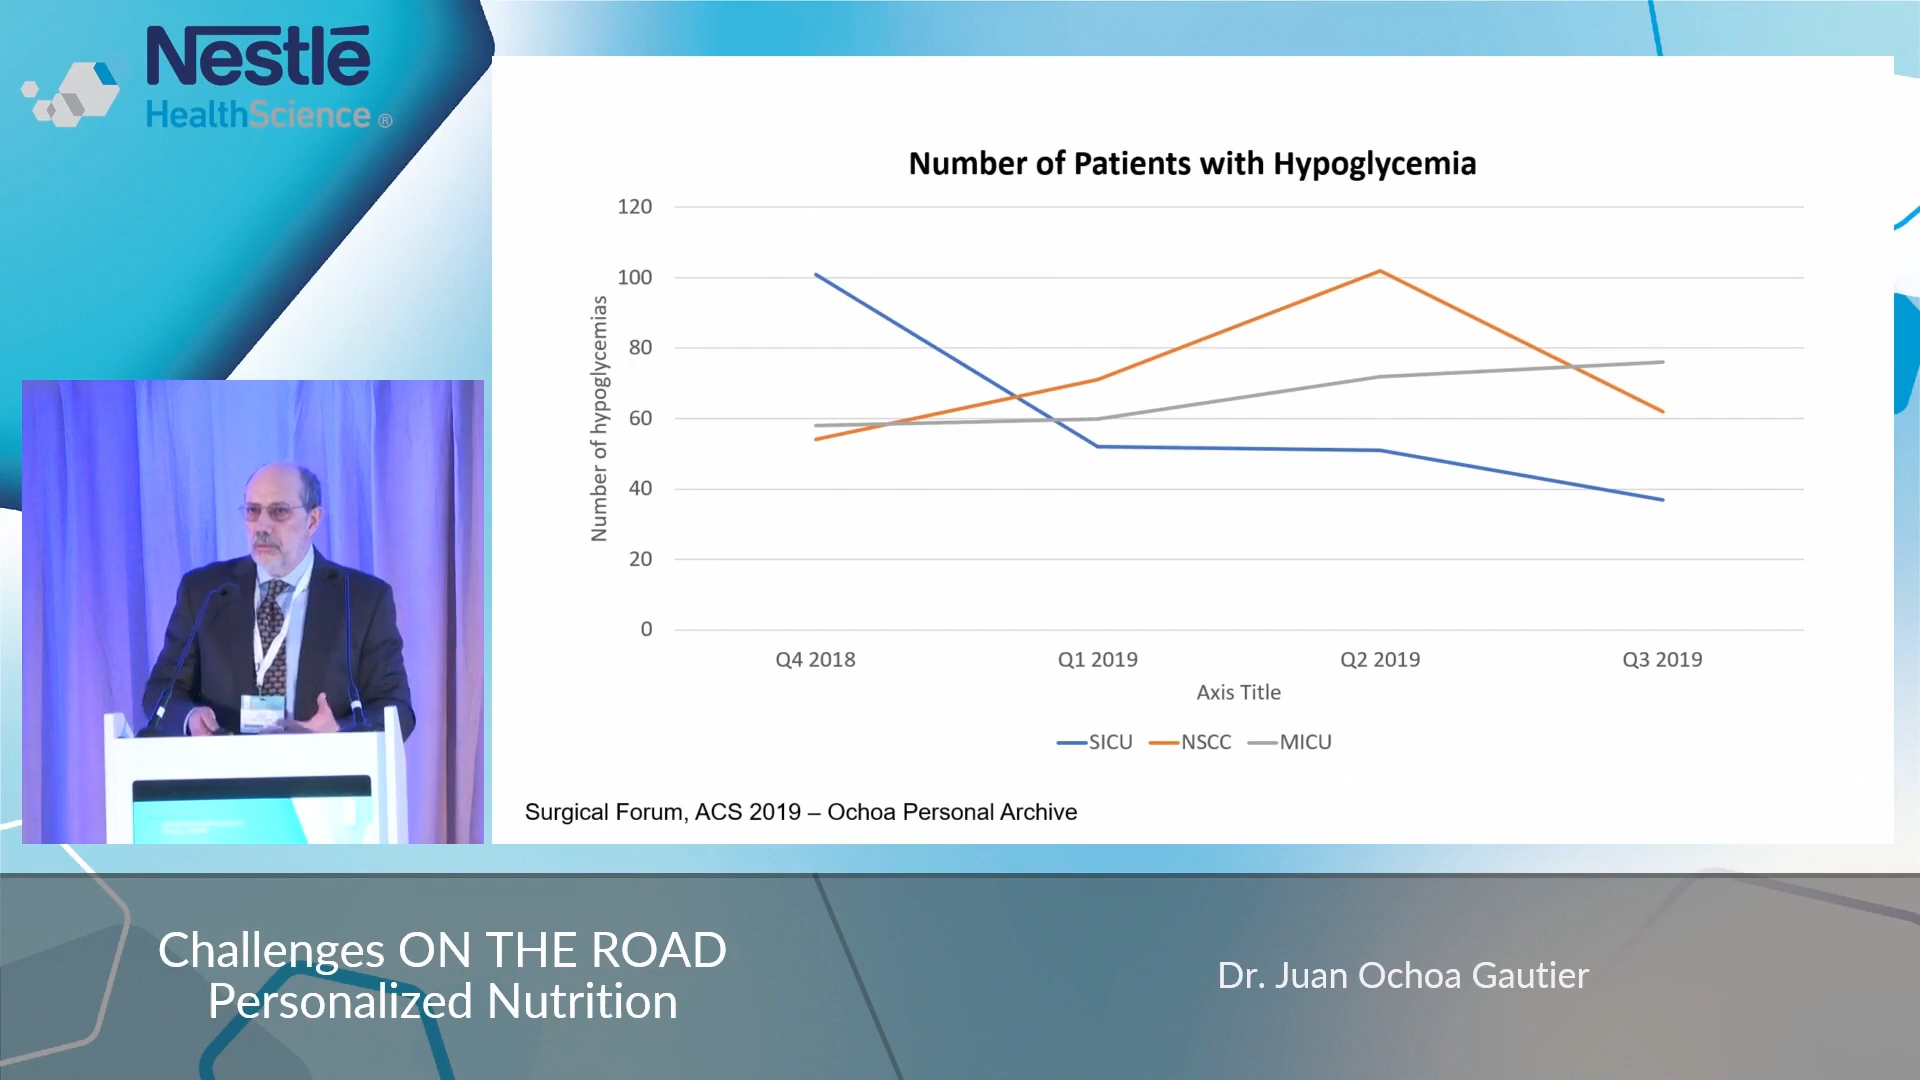 Nestlé
HealthScience ®
Number of Patients with Hypoglycemia
Number of hypoglycemias
120
100
80
60
40
20
0
Q4 2018 Q1 2019 Q2 2019 Q3 2019
Axis Title
SICU NSCC MICU
Surgical Forum, ACS 2019 – Ochoa Personal Archive
Challenges ON THE ROAD
Personalized Nutrition
Dr. Juan Ochoa Gautier